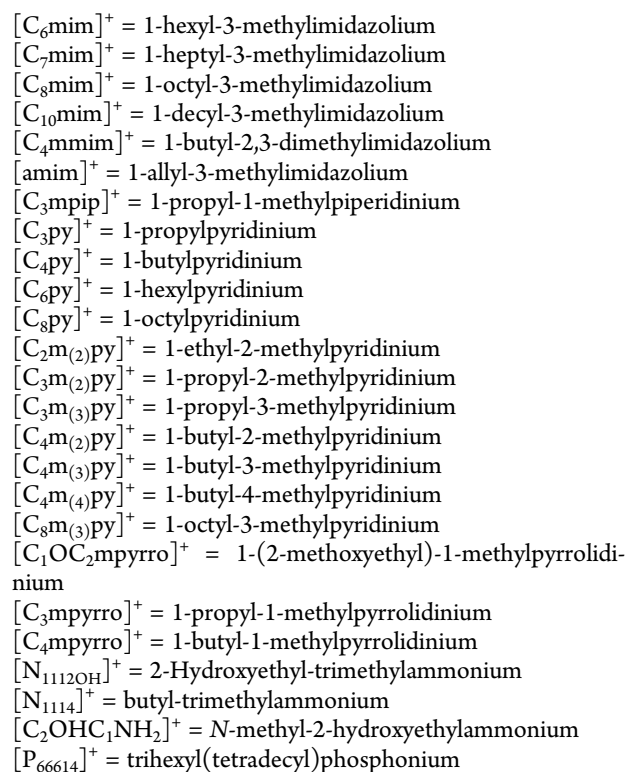 [C₆mim]⁺ = 1-hexyl-3-methylimidazolium
[C₇mim]⁺ = 1-heptyl-3-methylimidazolium
[C₈mim]⁺ = 1-octyl-3-methylimidazolium
[C₁₀mim]⁺ = 1-decyl-3-methylimidazolium
[C₄mmim]⁺ = 1-butyl-2,3-dimethylimidazolium
[amim]⁺ = 1-allyl-3-methylimidazolium
[C₃mpip]⁺ = 1-propyl-1-methylpiperidinium
[C₃py]⁺ = 1-propylpyridinium
[C₄py]⁺ = 1-butylpyridinium
[C₆py]⁺ = 1-hexylpyridinium
[C₈py]⁺ = 1-octylpyridinium
[C₂m₍₂₎py]⁺ = 1-ethyl-2-methylpyridinium
[C₃m₍₂₎py]⁺ = 1-propyl-2-methylpyridinium
[C₃m₍₃₎py]⁺ = 1-propyl-3-methylpyridinium
[C₄m₍₂₎py]⁺ = 1-butyl-2-methylpyridinium
[C₄m₍₃₎py]⁺ = 1-butyl-3-methylpyridinium
[C₄m₍₄₎py]⁺ = 1-butyl-4-methylpyridinium
[C₈m₍₃₎py]⁺ = 1-octyl-3-methylpyridinium
[C₁OC₂mpyrro]⁺ = 1-(2-methoxyethyl)-1-methylpyrrolidi-
nium
[C₃mpyrro]⁺ = 1-propyl-1-methylpyrrolidinium
[C₄mpyrro]⁺ = 1-butyl-1-methylpyrrolidinium
[N₁₁₁₂OH]⁺ = 2-Hydroxyethyl-trimethylammonium
[N₁₁₁₄]⁺ = butyl-trimethylammonium
[C₂OHC₁NH₂]⁺ = N-methyl-2-hydroxyethylammonium
[P₆₆₆₁₄]⁺ = trihexyl(tetradecyl)phosphonium